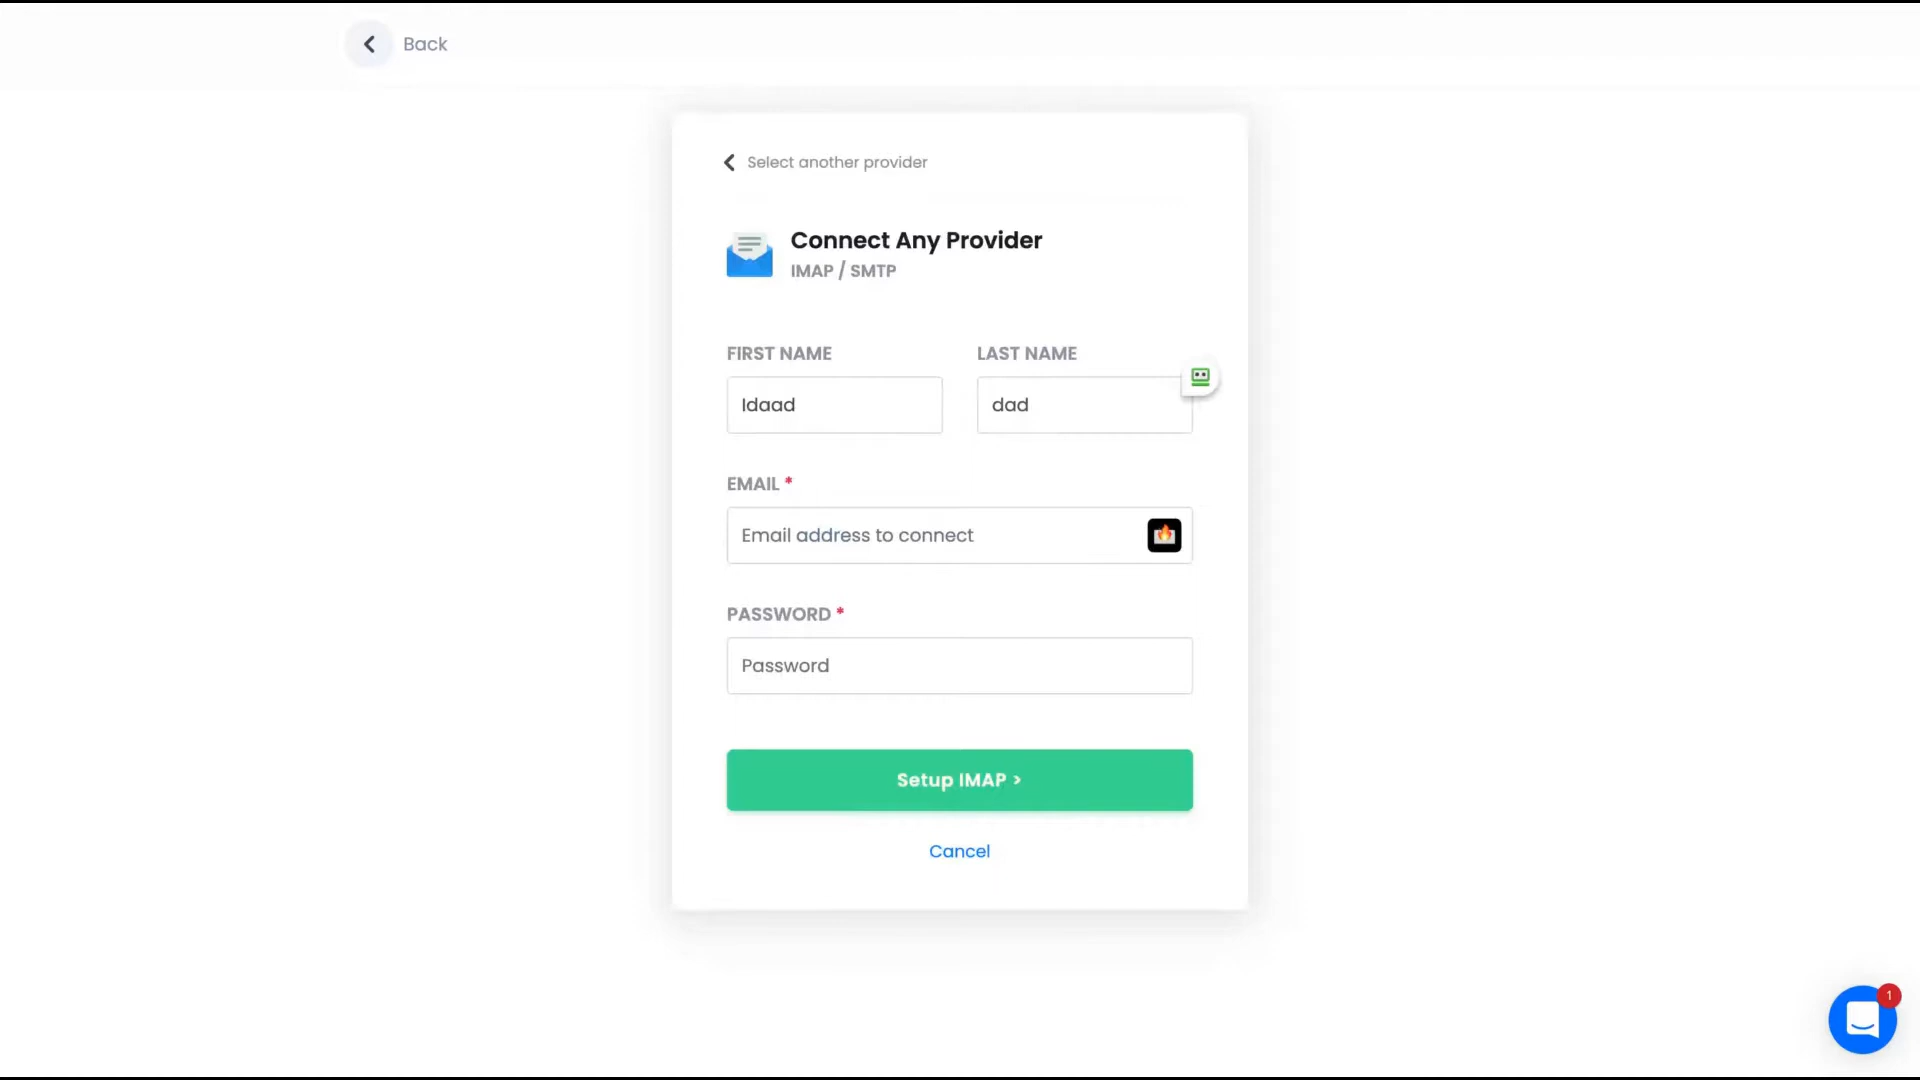 Back
Select another provider
Connect Any Provider
IMAP / SMTP
FIRST NAME
LAST NAME
Idaad
dad
EMAIL *
Email address to connect
PASSWORD *
Password
Setup IMAP >
Cancel
1